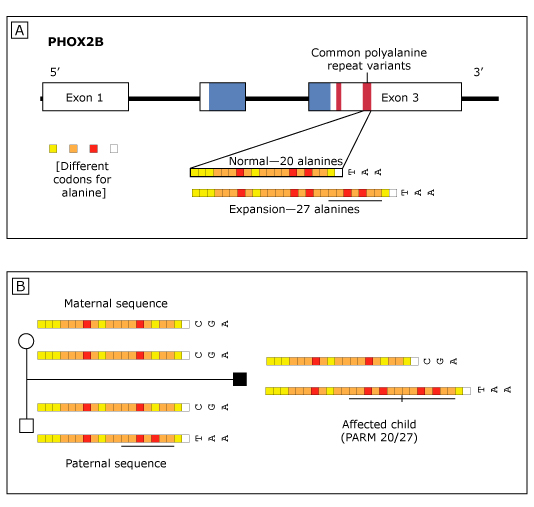 A
PHOX2B
Common polyalanine
repeat variants
5′
3′
Exon 1
Exon 3
[Different
codons for
alanine]
Normal—20 alanines
T A A
T A A
Expansion—27 alanines
B
Maternal sequence
C G A
C G A
C G A
T A A
Paternal sequence
C G A
T A A
Affected child
(PARM 20/27)